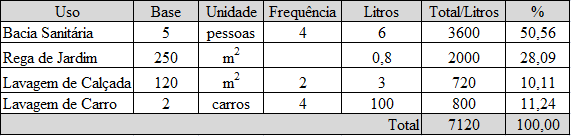 Uso Base Unidade Frequência Litros Total/Litros %
Bacia Sanitária 5 pessoas 4 6 3600 50,56
Rega de Jardim 250 m² 0,8 2000 28,09
Lavagem de Calçada 120 m² 2 3 720 10,11
Lavagem de Carro 2 carros 4 100 800 11,24
Total 7120 100,00